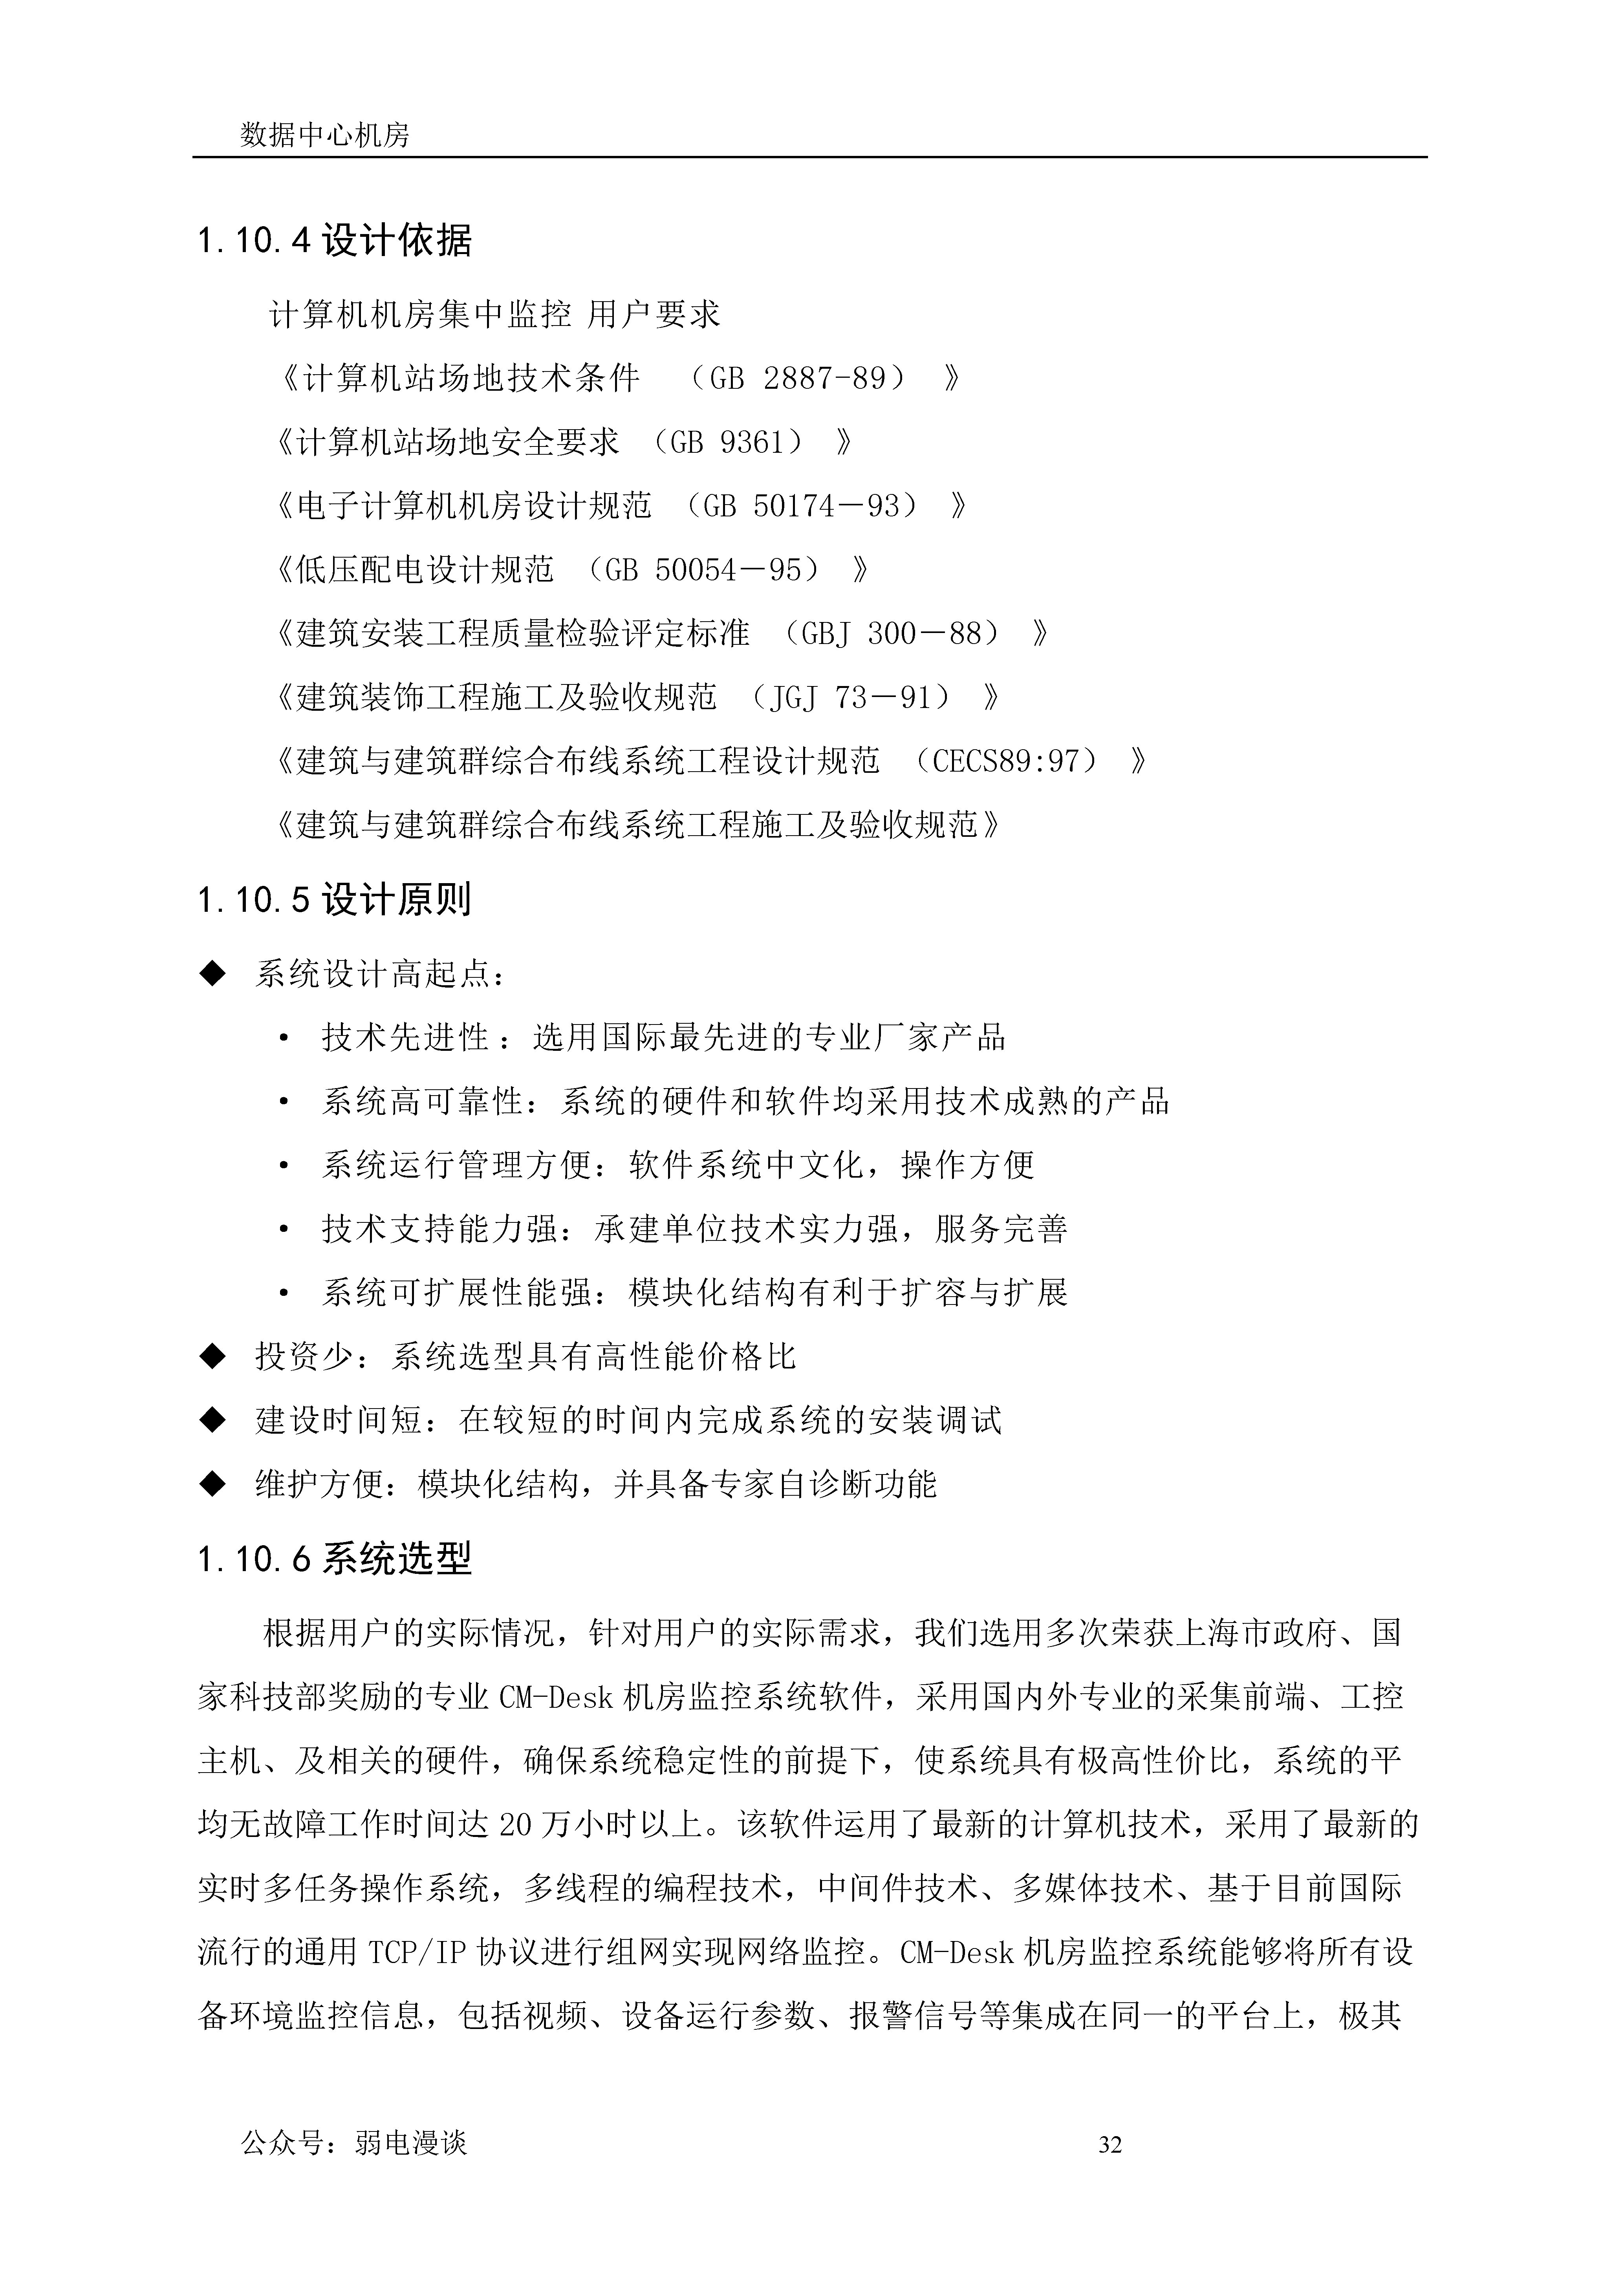 数据中心机房
1.10.4 设计依据
计算机机房集中监控 用户要求
《计算机站场地技术条件 （GB 2887-89） 》
《计算机站场地安全要求 （GB 9361） 》
《电子计算机机房设计规范 （GB 50174－93） 》
《低压配电设计规范 （GB 50054－95） 》
《建筑安装工程质量检验评定标准 （GBJ 300－88） 》
《建筑装饰工程施工及验收规范 （JGJ 73－91） 》
《建筑与建筑群综合布线系统工程设计规范 （CECS89:97） 》
《建筑与建筑群综合布线系统工程施工及验收规范》
1.10.5 设计原则
◆ 系统设计高起点：
• 技术先进性：选用国际最先进的专业厂家产品
• 系统高可靠性：系统的硬件和软件均采用技术成熟的产品
• 系统运行管理方便：软件系统中文化，操作方便
• 技术支持能力强：承建单位技术实力强，服务完善
• 系统可扩展性能强：模块化结构有利于扩容与扩展
◆ 投资少：系统选型具有高性能价格比
◆ 建设时间短：在较短的时间内完成系统的安装调试
◆ 维护方便：模块化结构，并具备专家自诊断功能
1.10.6 系统选型
根据用户的实际情况，针对用户的实际需求，我们选用多次荣获上海市政府、国
家科技部奖励的专业 CM-Desk 机房监控系统软件，采用国内外专业的采集前端、工控
主机、及相关的硬件，确保系统稳定性的前提下，使系统具有极高性价比，系统的平
均无故障工作时间达 20 万小时以上。该软件运用了最新的计算机技术，采用了最新的
实时多任务操作系统，多线程的编程技术，中间件技术、多媒体技术、基于目前国际
流行的通用 TCP/IP 协议进行组网实现网络监控。CM-Desk 机房监控系统能够将所有设
备环境监控信息，包括视频、设备运行参数、报警信号等集成在同一的平台上，极其
公众号：弱电漫谈 32